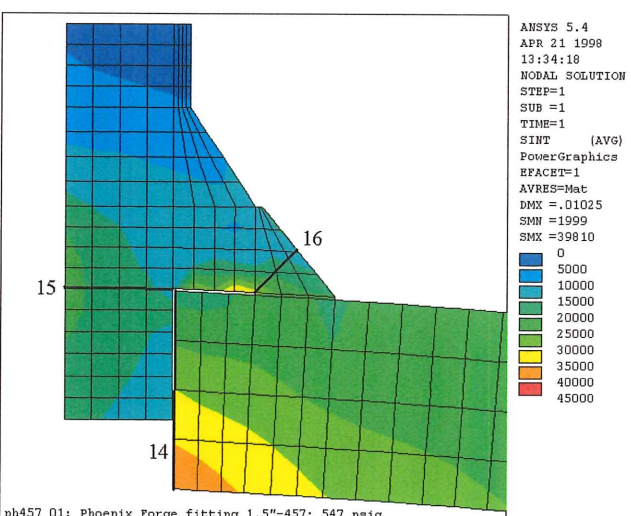 ANSYS 5.4
APR 21 1998
13:34:18
NODAL SOLUTION
STEP=1
SUB =1
TIME=1
SINT (AVG)
PowerGraphics
EFACET=1
AVRES=Mat
DMX =.01025
SMN =1999
SMX =39810
0
5000
10000
15000
20000
25000
30000
35000
40000
45000
16
15
14
ph457_01: Phoenix Forge fitting 1.5"-457: 547 psig